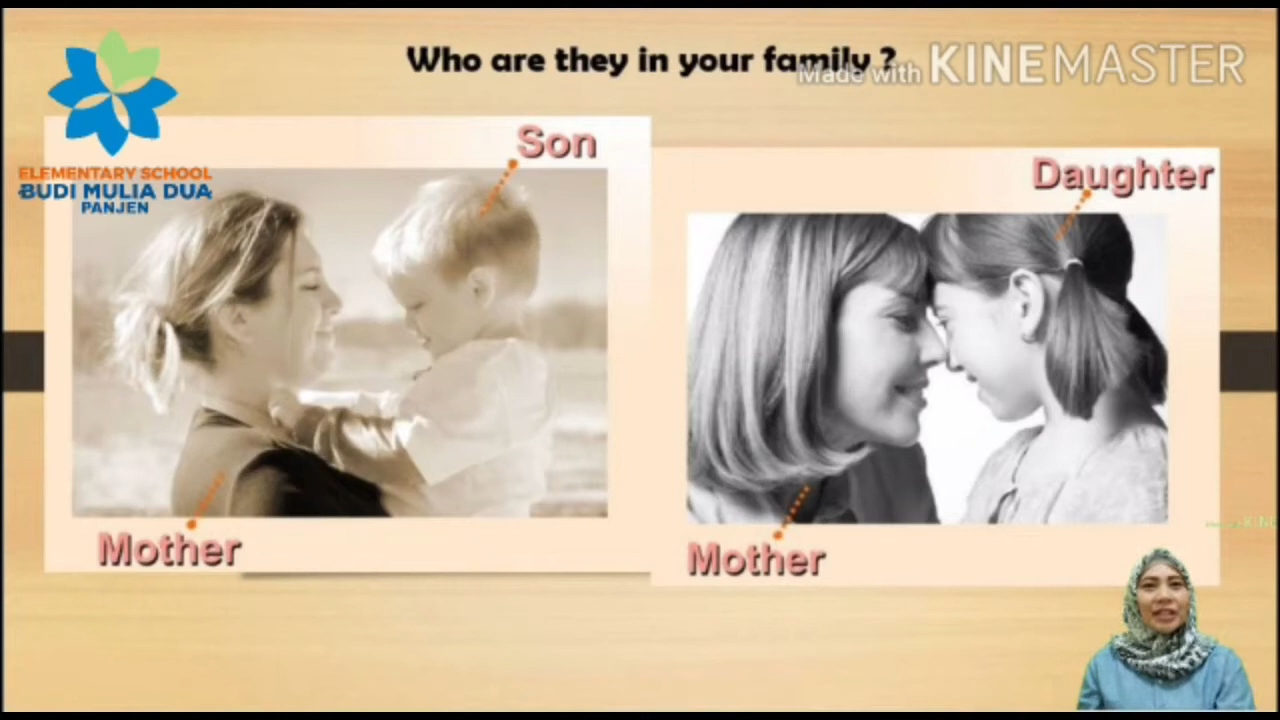 Who are they in your family ?
Made with KINEMASTER
ELEMENTARY SCHOOL
BUDI MULIA DUA
PANJEN
Son
Daughter
Mother
Mother